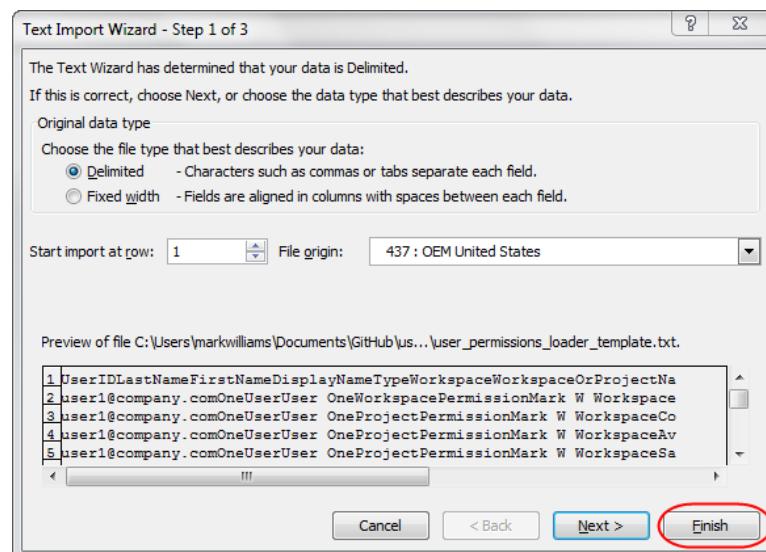 Text Import Wizard - Step 1 of 3
The Text Wizard has determined that your data is Delimited.
If this is correct, choose Next, or choose the data type that best describes your data.
Original data type
Choose the file type that best describes your data:
Delimited - Characters such as commas or tabs separate each field.
Fixed width - Fields are aligned in columns with spaces between each field.
Start import at row: 1 File origin: 437 : OEM United States
Preview of file C:\Users\markwilliams\Documents\GitHub\us...\user_permissions_loader_template.txt.
1 UserIDLastNameFirstNameDisplayNameTypeWorkspaceWorkspaceOrProjectNa
2 user1@company.comOneUserUser OneWorkspacePermissionMark W Workspace
3 user1@company.comOneUserUser OneProjectPermissionMark W WorkspaceCo
4 user1@company.comOneUserUser OneProjectPermissionMark W WorkspaceAv
5 user1@company.comOneUserUser OneProjectPermissionMark W WorkspaceSa
Cancel < Back Next > Finish